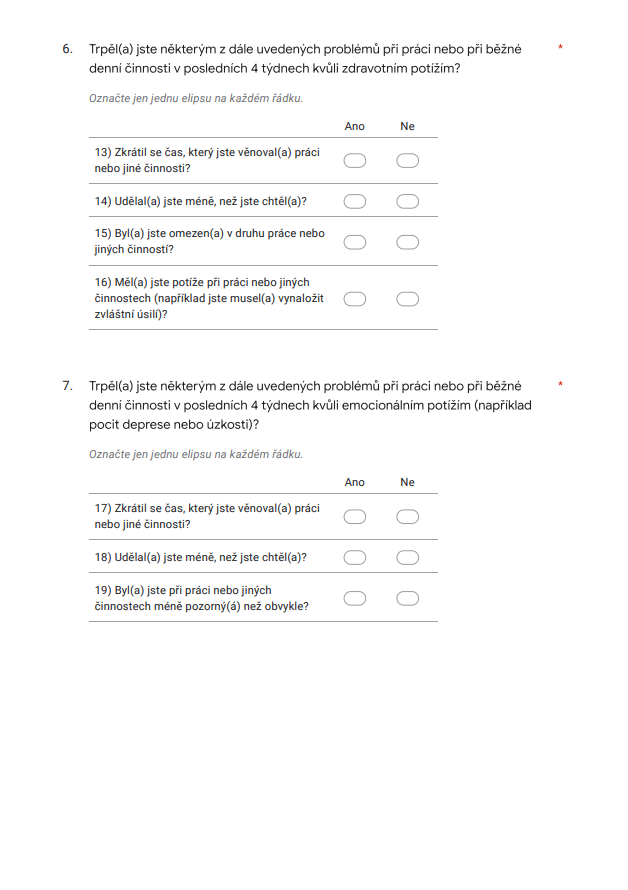 6. Trpěl(a) jste některým z dále uvedených problémů při práci nebo při běžné *
denní činnosti v posledních 4 týdnech kvůli zdravotním potížím?
Označte jen jednu elipsu na každém řádku.
Ano Ne
13) Zkrátil se čas, který jste věnoval(a) práci
nebo jiné činnosti?
14) Udělal(a) jste méně, než jste chtěl(a)?
15) Byl(a) jste omezen(a) v druhu práce nebo
jiných činností?
16) Měl(a) jste potíže při práci nebo jiných
činnostech (například jste musel(a) vynaložit
zvláštní úsilí)?
7. Trpěl(a) jste některým z dále uvedených problémů při práci nebo při běžné *
denní činnosti v posledních 4 týdnech kvůli emocionálním potížím (například
pocit deprese nebo úzkosti)?
Označte jen jednu elipsu na každém řádku.
Ano Ne
17) Zkrátil se čas, který jste věnoval(a) práci
nebo jiné činnosti?
18) Udělal(a) jste méně, než jste chtěl(a)?
19) Byl(a) jste při práci nebo jiných
činnostech méně pozorný(á) než obvykle?